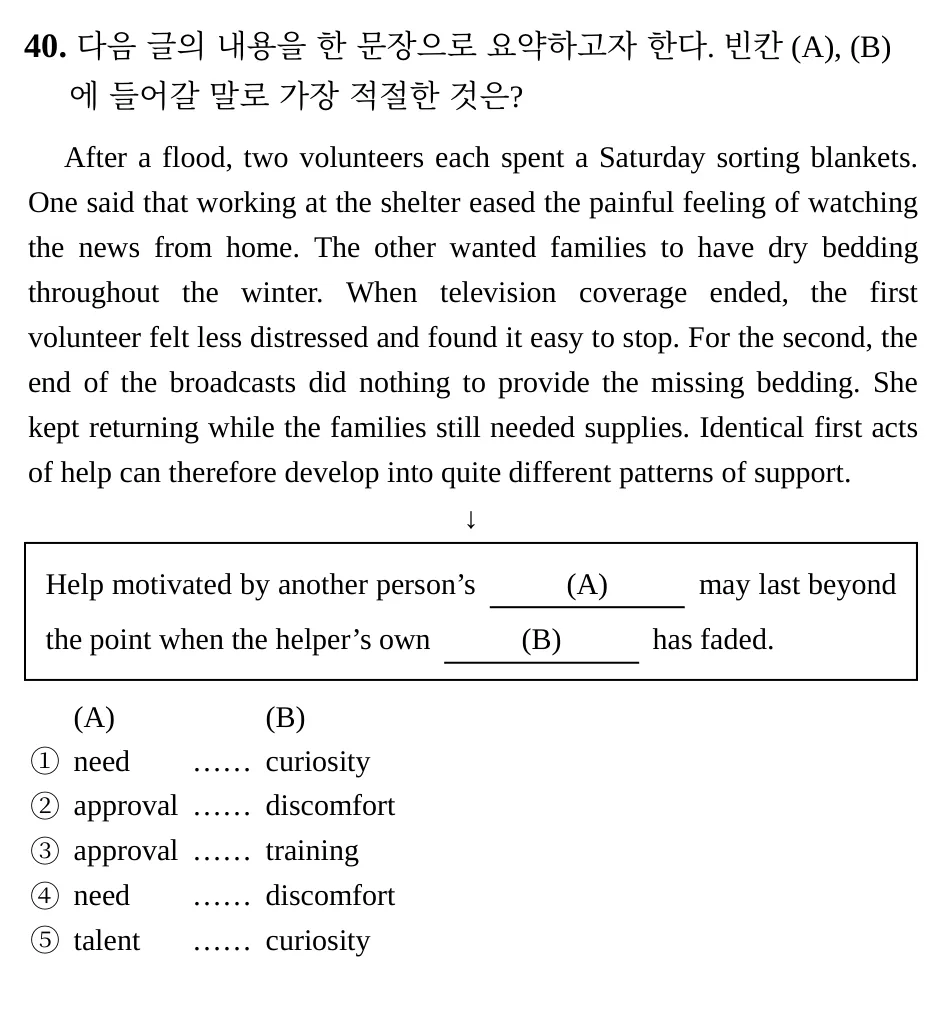 40. 다음 글의 내용을 한 문장으로 요약하고자 한다. 빈칸 (A), (B)
에 들어갈 말로 가장 적절한 것은?
After a flood, two volunteers each spent a Saturday sorting blankets.
One said that working at the shelter eased the painful feeling of watching
the news from home. The other wanted families to have dry bedding
throughout the winter. When television coverage ended, the first
volunteer felt less distressed and found it easy to stop. For the second, the
end of the broadcasts did nothing to provide the missing bedding. She
kept returning while the families still needed supplies. Identical first acts
of help can therefore develop into quite different patterns of support.
↓
Help motivated by another person’s (A) may last beyond
the point when the helper’s own (B) has faded.
(A) (B)
① need …… curiosity
② approval …… discomfort
③ approval …… training
④ need …… discomfort
⑤ talent …… curiosity